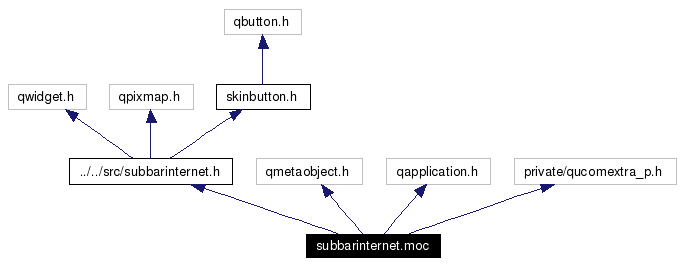 qbutton.h
qwidget.h
qpixmap.h
skinbutton.h
../../src/subbarinternet.h
qmetaobject.h
qapplication.h
private/qucomextra_p.h
subbarinternet.moc